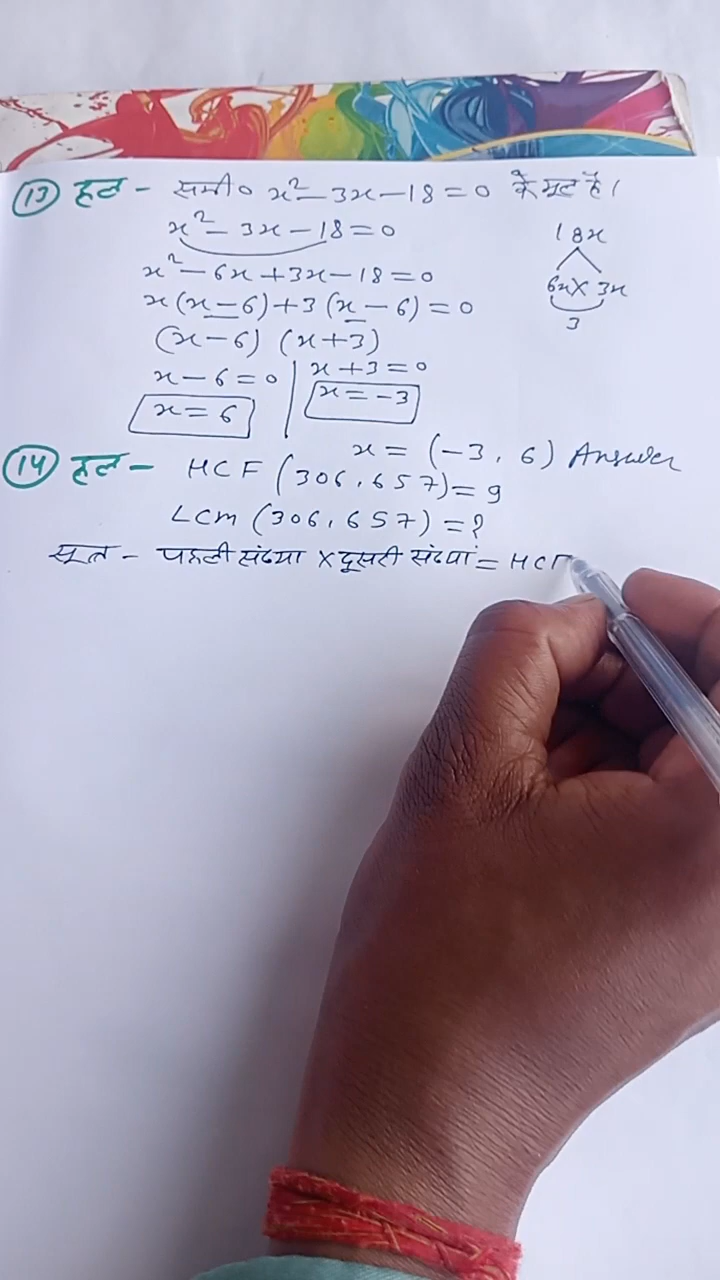 13 हल - समी० x² - 3x - 18 = 0 के मूल है।
x² - 3x - 18 = 0
18x
x² - 6x + 3x - 18 = 0
6x X 3x
3
x(x - 6) + 3(x - 6) = 0
(x - 6) (x + 3)
x - 6 = 0 | x + 3 = 0
x = 6 | x = -3
x = (-3, 6) Answer
14 हल - HCF (306, 657) = 9
LCM (306, 657) = ?
सूत्र - पहली संख्या × दूसरी संख्यां = HCF